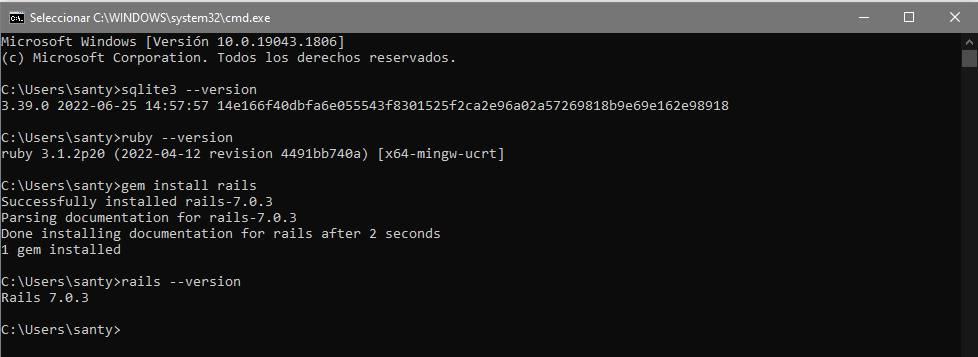 Seleccionar C:\WINDOWS\system32\cmd.exe
Microsoft Windows [Versión 10.0.19043.1806]
(c) Microsoft Corporation. Todos los derechos reservados.
C:\Users\santy>sqlite3 --version
3.39.0 2022-06-25 14:57:57 14e166f40dbfa6e055543f8301525f2ca2e96a02a57269818b9e69e162e98918
C:\Users\santy>ruby --version
ruby 3.1.2p20 (2022-04-12 revision 4491bb740a) [x64-mingw-ucrt]
C:\Users\santy>gem install rails
Successfully installed rails-7.0.3
Parsing documentation for rails-7.0.3
Done installing documentation for rails after 2 seconds
1 gem installed
C:\Users\santy>rails --version
Rails 7.0.3
C:\Users\santy>